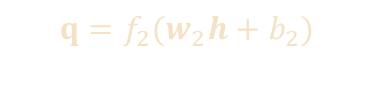 𝐪 = 𝑓₂(𝒘₂𝒉 + 𝑏₂)